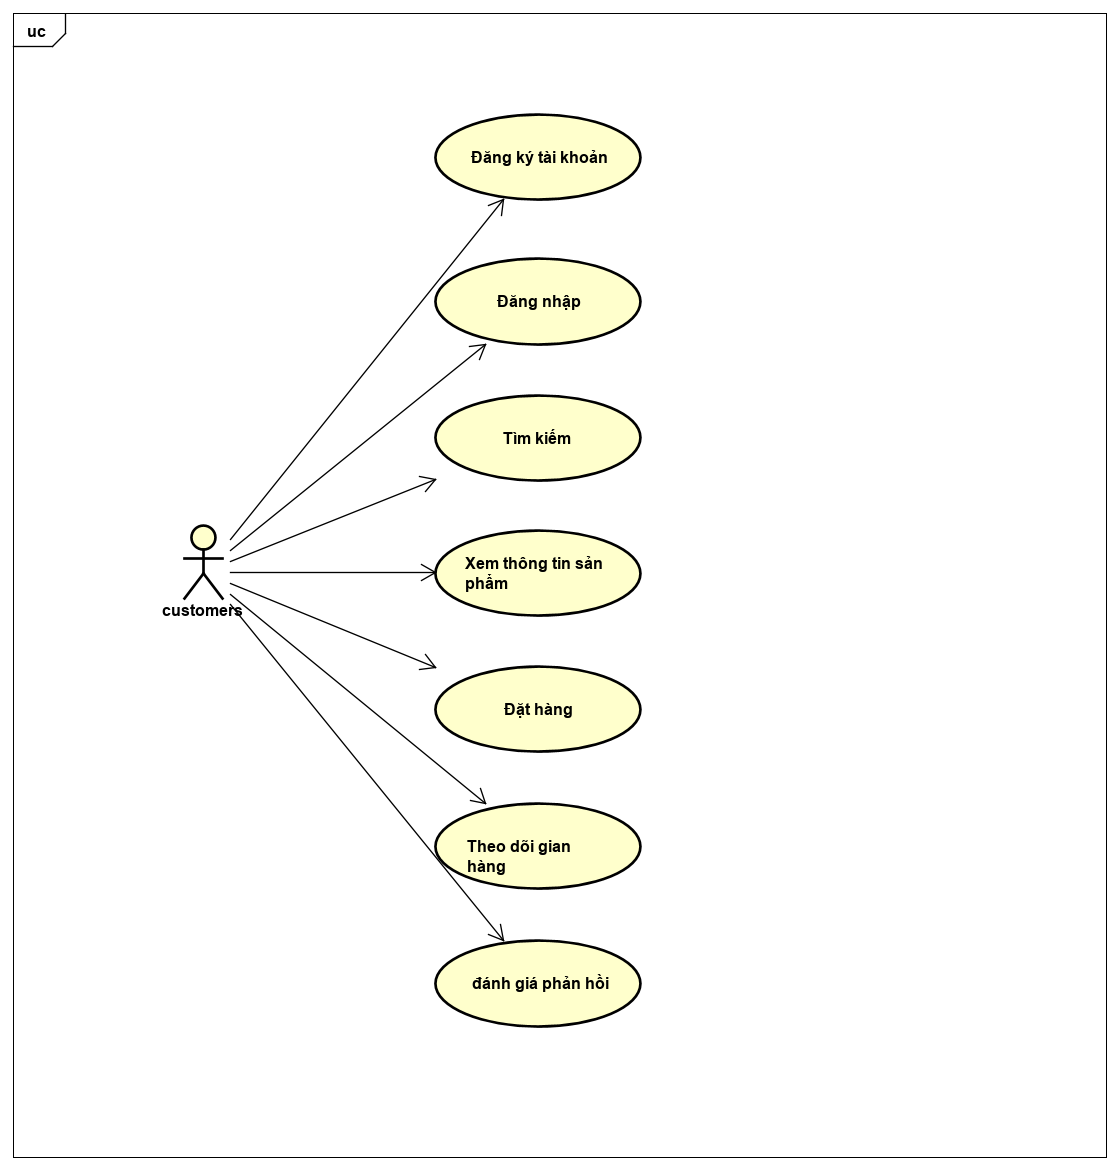 uc
Đăng ký tài khoản
Đăng nhập
Tìm kiếm
customers
Xem thông tin sản
phẩm
Đặt hàng
Theo dõi gian
hàng
đánh giá phản hồi